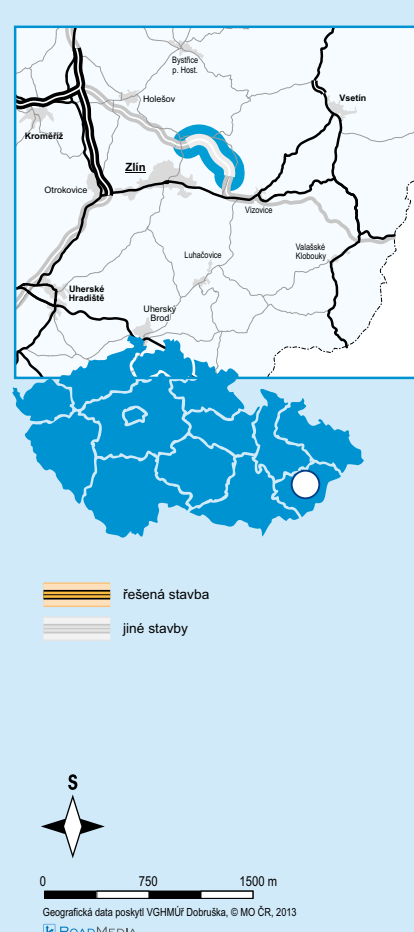 Bystřice
p. Host.
Holešov
Vsetín
Kroměříž
Zlín
Otrokovice
Vizovice
Luhačovice
Valašské
Klobouky
Uherské
Hradiště
Uherský
Brod
řešená stavba
jiné stavby
S
0 750 1500 m
Geografická data poskytl VGHMÚř Dobruška, © MO ČR, 2013
ROADMEDIA